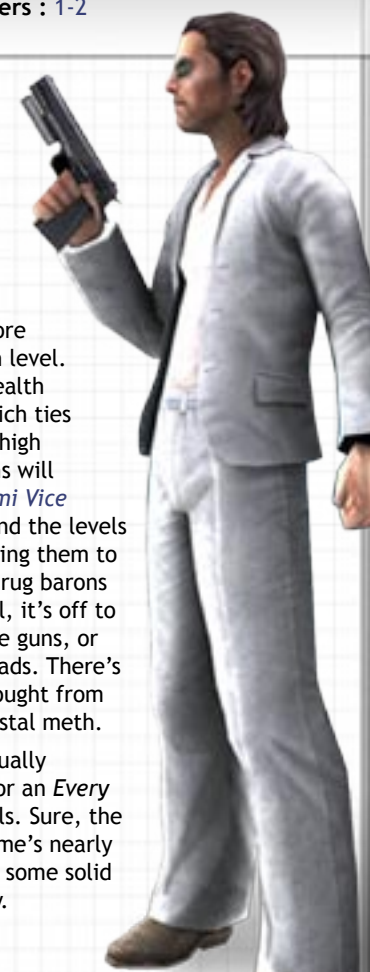 ers : 1-2
ore
n level.
ealth
ich ties
high
ns will
mi Vice
nd the levels
ing them to
rug barons
l, it's off to
e guns, or
ads. There's
ought from
stal meth.
ually
or an Every
ls. Sure, the
me's nearly
some solid
y.